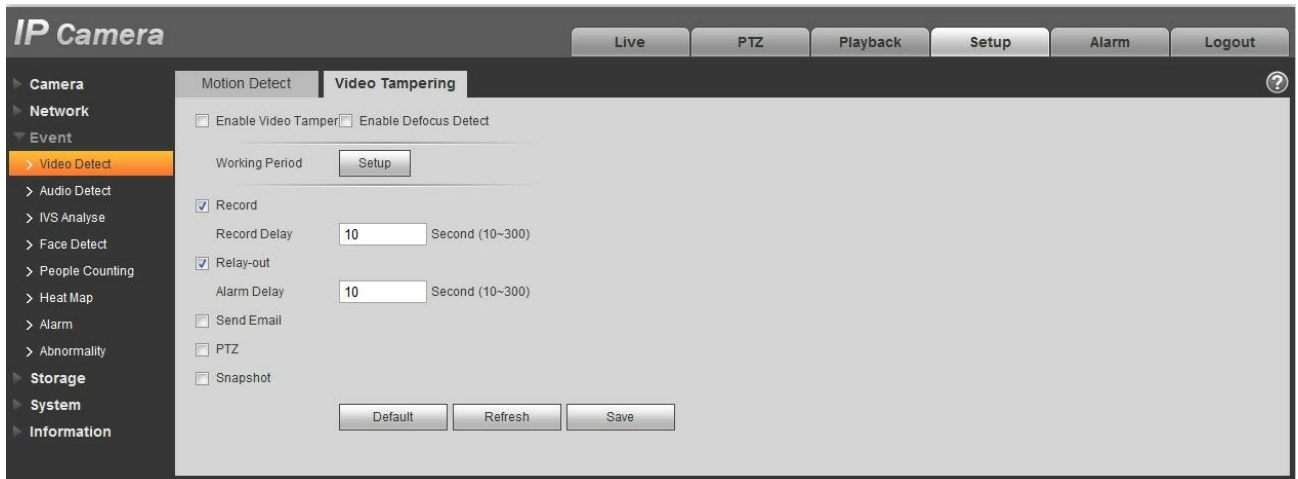 IP Camera
Live PTZ Playback Setup Alarm Logout
Camera
Network
Event
Video Detect
Audio Detect
IVS Analyse
Face Detect
People Counting
Heat Map
Alarm
Abnormality
Storage
System
Information
Motion Detect Video Tampering ?
Enable Video Tamper Enable Defocus Detect
Working Period Setup
Record
Record Delay 10 Second (10~300)
Relay-out
Alarm Delay 10 Second (10~300)
Send Email
PTZ
Snapshot
Default Refresh Save